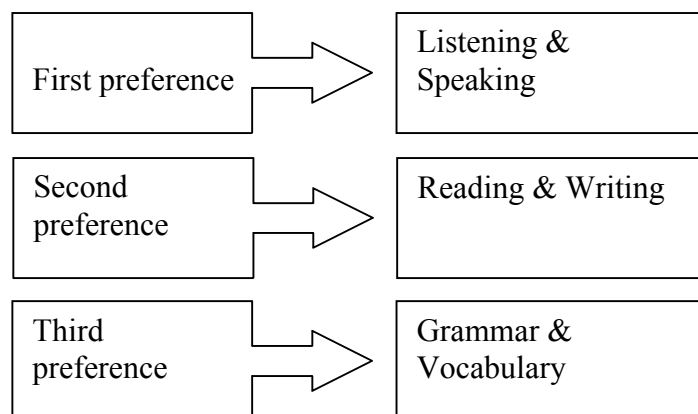 First preference
Listening &
Speaking
Second
preference
Reading & Writing
Third
preference
Grammar &
Vocabulary